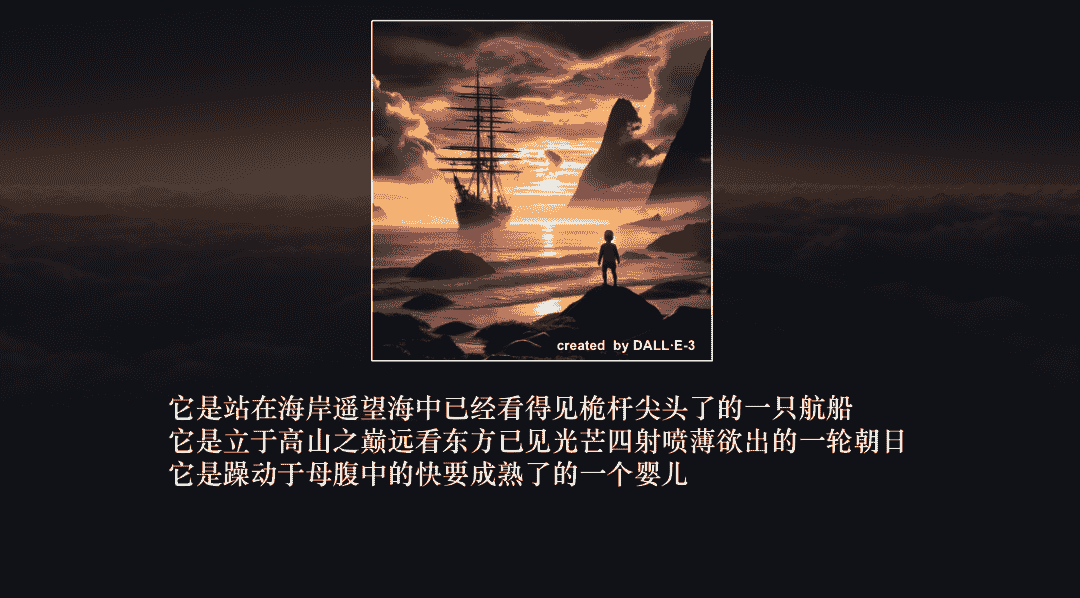 created by DALL·E-3
它是站在海岸遥望海中已经看得见桅杆尖头了的一只航船
它是立于高山之巅远看东方已见光芒四射喷薄欲出的一轮朝日
它是躁动于母腹中的快要成熟了的一个婴儿